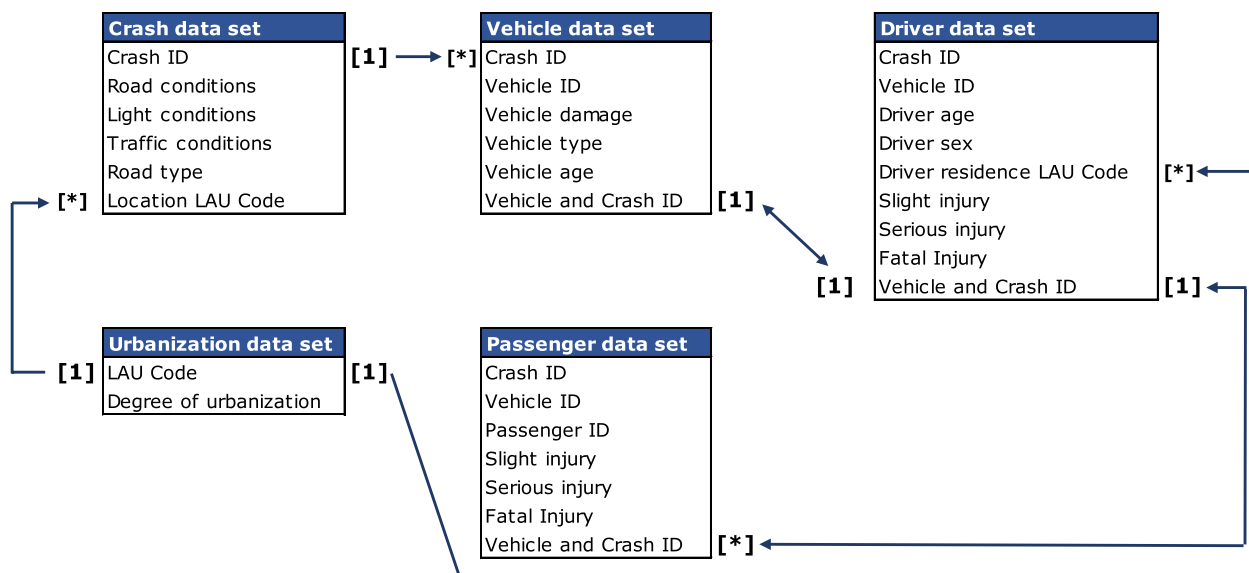 Crash data set
Crash ID
Road conditions
Light conditions
Traffic conditions
Road type
Location LAU Code
[1]
[*]
Vehicle data set
[*]
Crash ID
Vehicle ID
Vehicle damage
Vehicle type
Vehicle age
Vehicle and Crash ID
[1]
Driver data set
Crash ID
Vehicle ID
Driver age
Driver sex
Driver residence LAU Code
[*]
Slight injury
Serious injury
Fatal Injury
[1]
Vehicle and Crash ID
[1]
Urbanization data set
[1]
LAU Code
[1]
Degree of urbanization
Passenger data set
Crash ID
Vehicle ID
Passenger ID
Slight injury
Serious injury
Fatal Injury
Vehicle and Crash ID
[*]